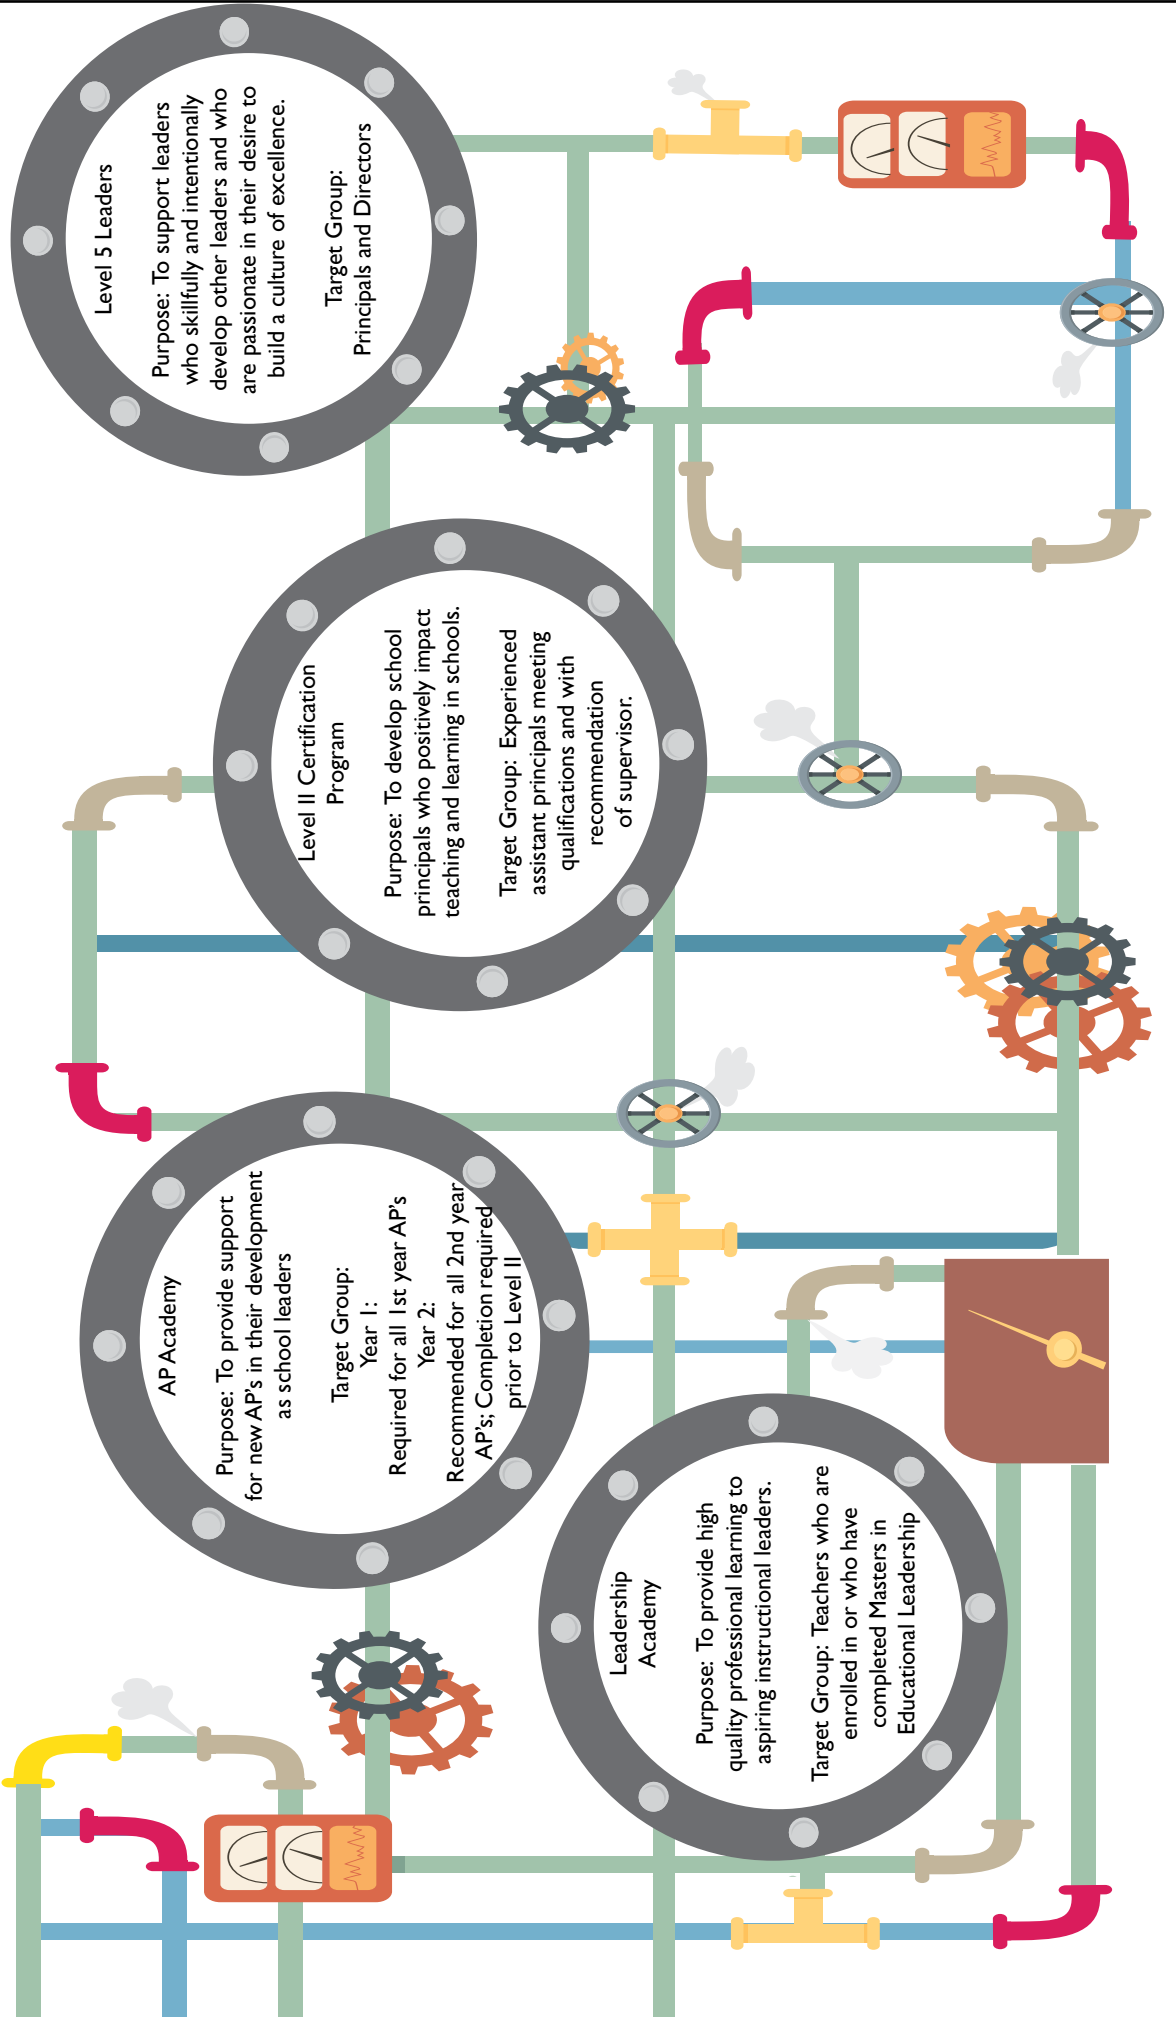 Leadership
Academy
Purpose: To provide high
quality professional learning to
aspiring instructional leaders.
Target Group: Teachers who are
enrolled in or who have
completed Masters in
Educational Leadership
AP Academy
Purpose: To provide support
for new AP's in their development
as school leaders
Target Group:
Year 1:
Required for all 1st year AP's
Year 2:
Recommended for all 2nd year
AP's; Completion required
prior to Level II
Level II Certification
Program
Purpose: To develop school
principals who positively impact
teaching and learning in schools.
Target Group: Experienced
assistant principals meeting
qualifications and with
recommendation
of supervisor.
Level 5 Leaders
Purpose: To support leaders
who skillfully and intentionally
develop other leaders and who
are passionate in their desire to
build a culture of excellence.
Target Group:
Principals and Directors